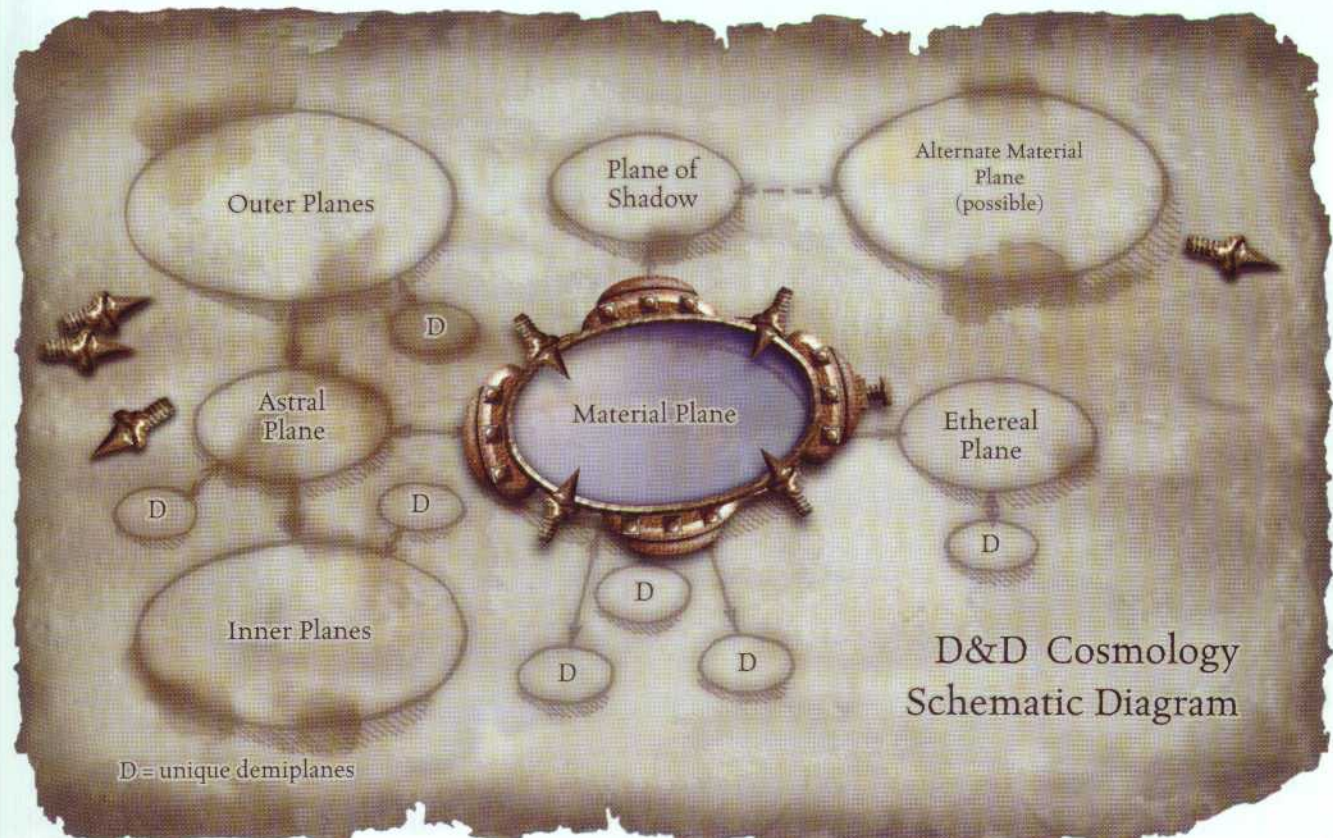 Outer Planes
Plane of
Shadow
Alternate Material
Plane
(possible)
D
Astral
Plane
Material Plane
Ethereal
Plane
D
D
D
D
Inner Planes
D
D
D&D Cosmology
Schematic Diagram
D = unique demiplanes